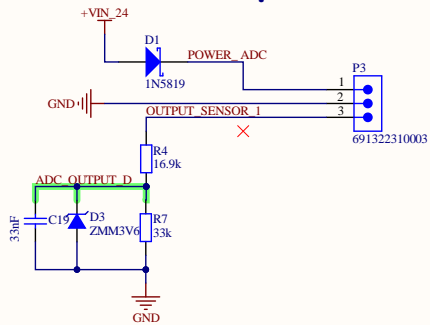 +VIN_24
D1
POWER_ADC
1N5819
P3
1
GND
2
OUTPUT_SENSOR_1
3
691322310003
R4
16.9k
ADC_OUTPUT_D
33nF
C19
D3
ZMM3V6
R7
33k
GND